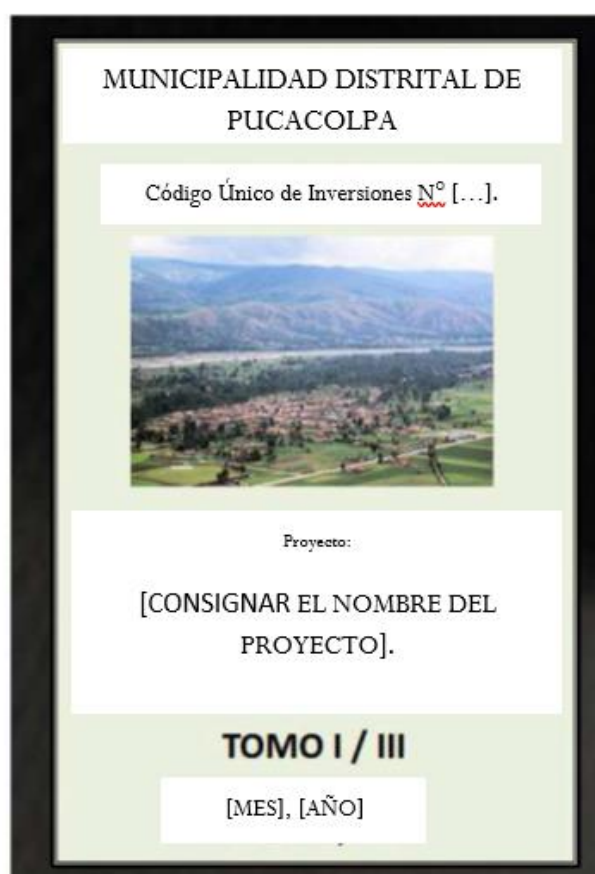 MUNICIPALIDAD DISTRITAL DE
PUCACOLPA
Código Único de Inversiones N° [...].
Proyecto:
[CONSIGNAR EL NOMBRE DEL
PROYECTO].
TOMO I / III
[MES], [AÑO]